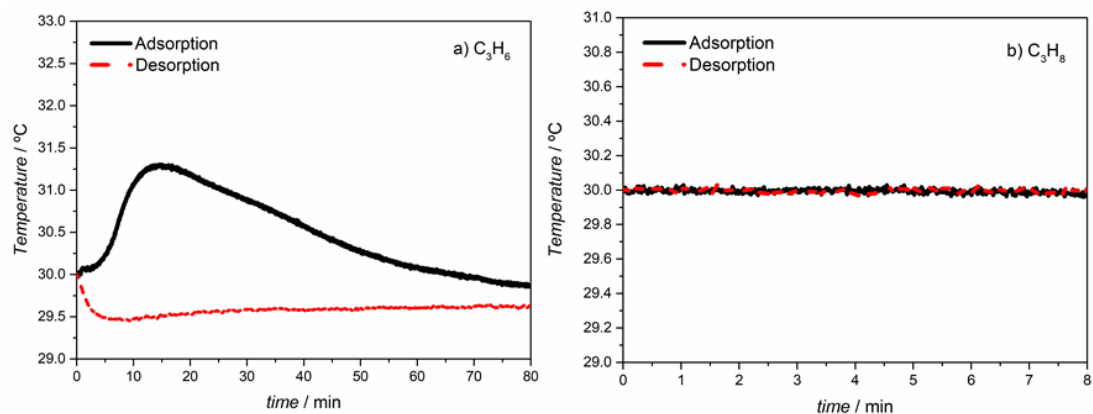 33.0
32.5
32.0
31.5
31.0
30.5
30.0
29.5
29.0
Temperature / ºC
Adsorption
Desorption
a) C₃H₆
0 10 20 30 40 50 60 70 80
time / min
31.0
30.8
30.6
30.4
30.2
30.0
29.8
29.6
29.4
29.2
29.0
Temperature / ºC
Adsorption
Desorption
b) C₃H₈
0 1 2 3 4 5 6 7 8
time / min